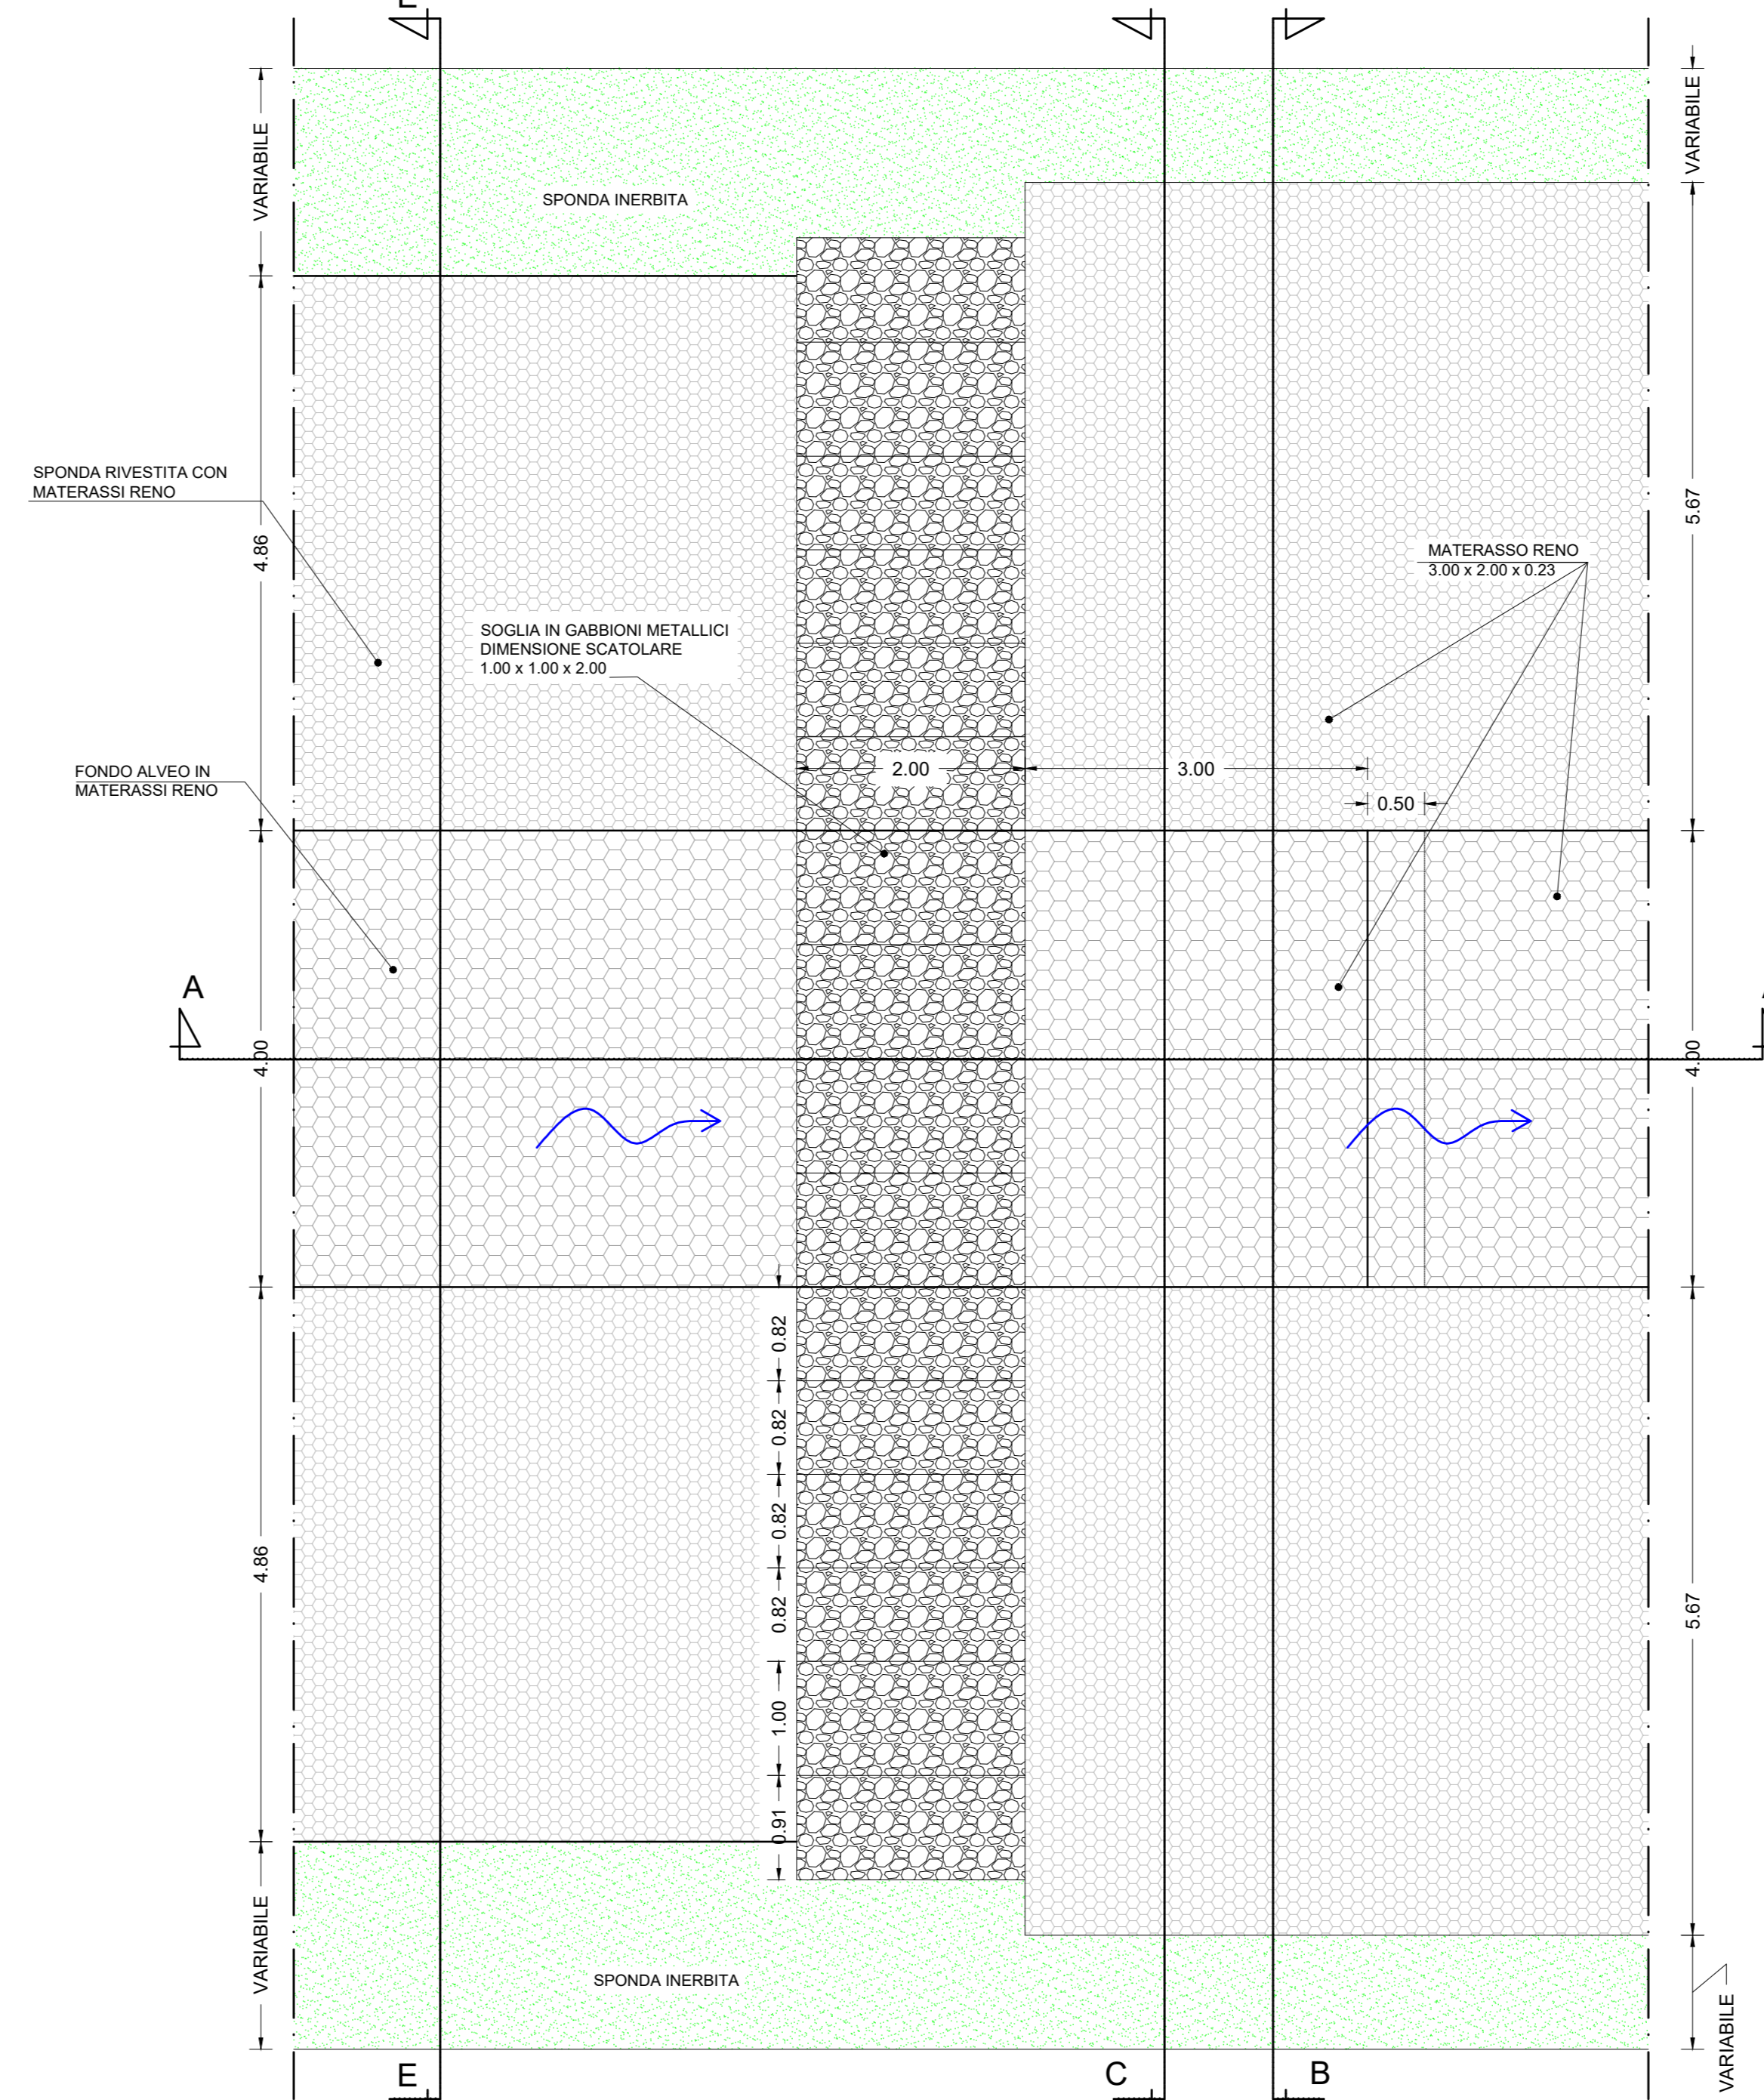 E
VARIABILE
VARIABILE
SPONDA INERBITA
SPONDA RIVESTITA CON
MATERASSI RENO
4.86
5.67
MATERASSO RENO
3.00 x 2.00 x 0.23
SOGLIA IN GABBIONI METALLICI
DIMENSIONE SCATOLARE
1.00 x 1.00 x 2.00
FONDO ALVEO IN
MATERASSI RENO
2.00
3.00
0.50
A
4.00
4.00
0.82
0.82
0.82
0.82
1.00
0.91
4.86
5.67
VARIABILE
SPONDA INERBITA
VARIABILE
E
C
B